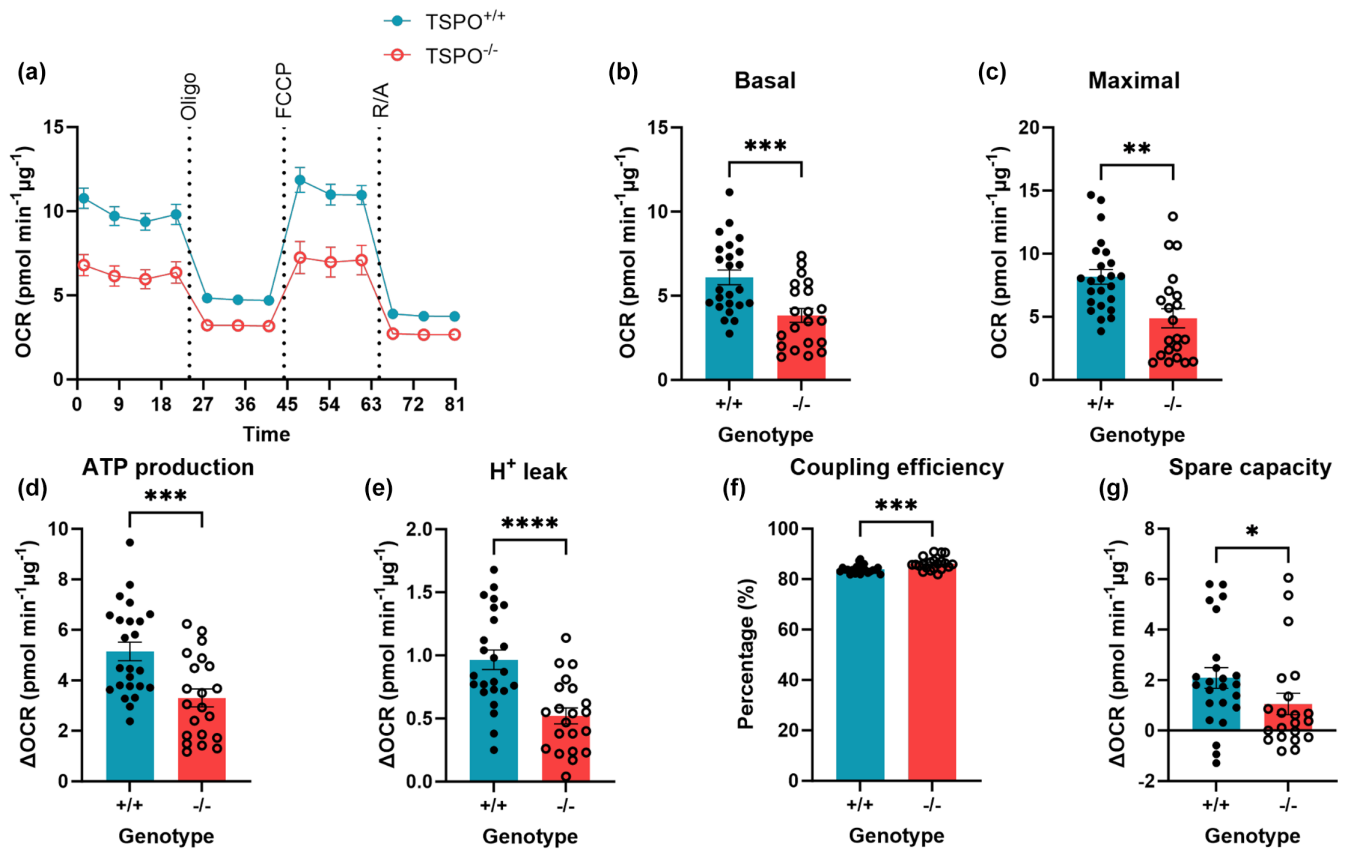 TSPO+/+
TSPO-/-
(a)
Oligo
FCCP
R/A
OCR (pmol min-1µg-1)
15
10
5
0
0 9 18 27 36 45 54 63 72 81
Time
(b)
Basal
***
OCR (pmol min-1µg-1)
15
10
5
0
+/+ -/-
Genotype
(c)
Maximal
**
OCR (pmol min-1µg-1)
20
15
10
5
0
+/+ -/-
Genotype
(d)
ATP production
***
ΔOCR (pmol min-1µg-1)
10
8
6
4
2
0
+/+ -/-
Genotype
(e)
H+ leak
****
ΔOCR (pmol min-1µg-1)
2.0
1.5
1.0
0.5
0.0
+/+ -/-
Genotype
(f)
Coupling efficiency
***
Percentage (%)
100
80
60
40
20
0
+/+ -/-
Genotype
(g)
Spare capacity
*
ΔOCR (pmol min-1µg-1)
8
6
4
2
0
-2
+/+ -/-
Genotype